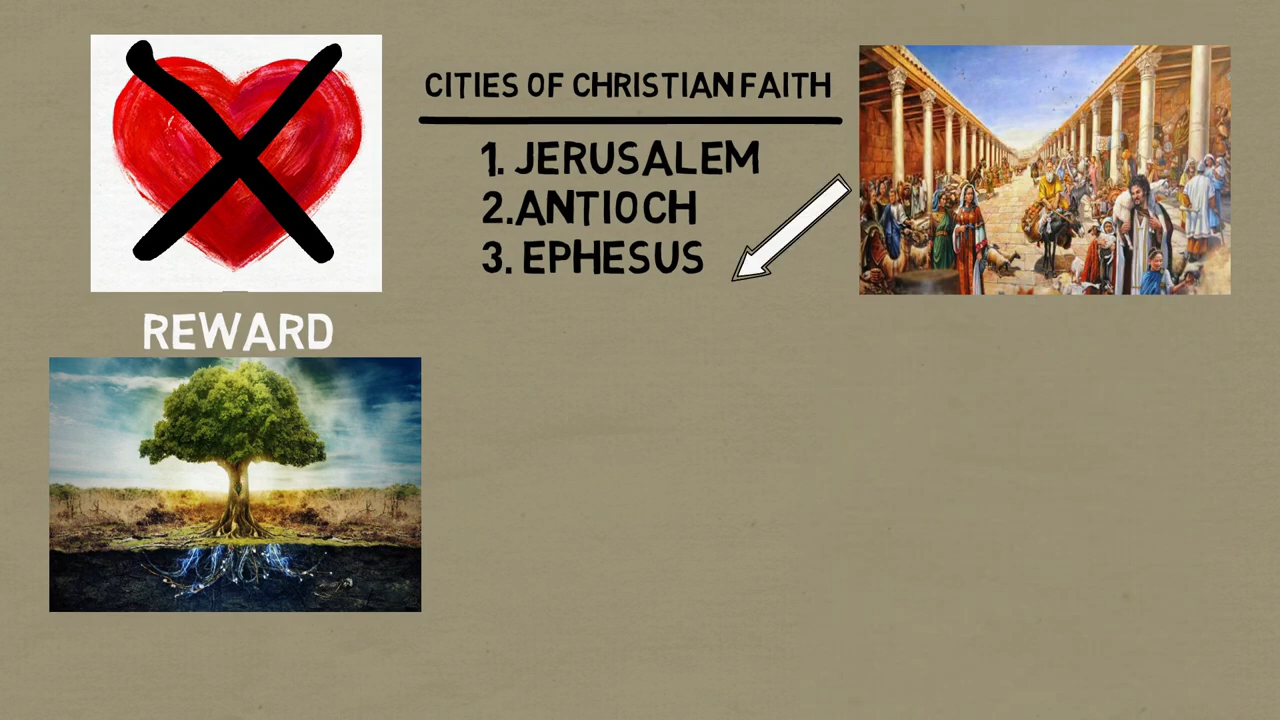 CITIES OF CHRISTIAN FAITH
1. JERUSALEM
2. ANTIOCH
3. EPHESUS
REWARD